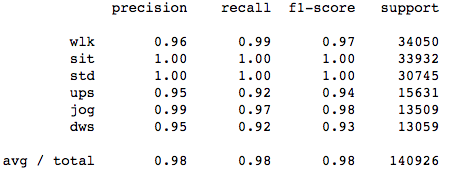 precision recall f1-score support
wlk 0.96 0.99 0.97 34050
sit 1.00 1.00 1.00 33932
std 1.00 1.00 1.00 30745
ups 0.95 0.92 0.94 15631
jog 0.99 0.97 0.98 13509
dws 0.95 0.92 0.93 13059
avg / total 0.98 0.98 0.98 140926